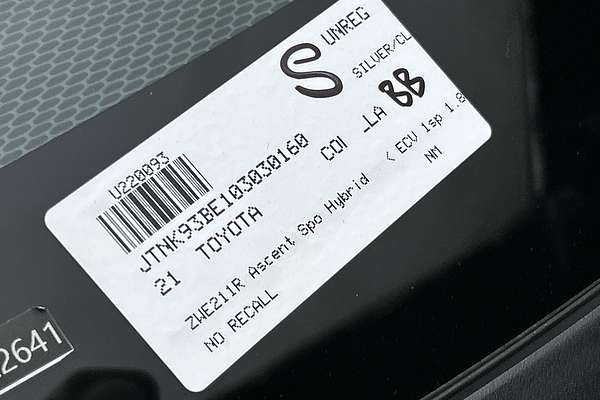 S UNREG
SILVER/CL
U220093
JTNK93BE103030160
COI _LA BB
21 TOYOTA
ZWE211R Ascent Spo Hybrid < ECV 1sp 1.8
NM
NO RECALL
2641